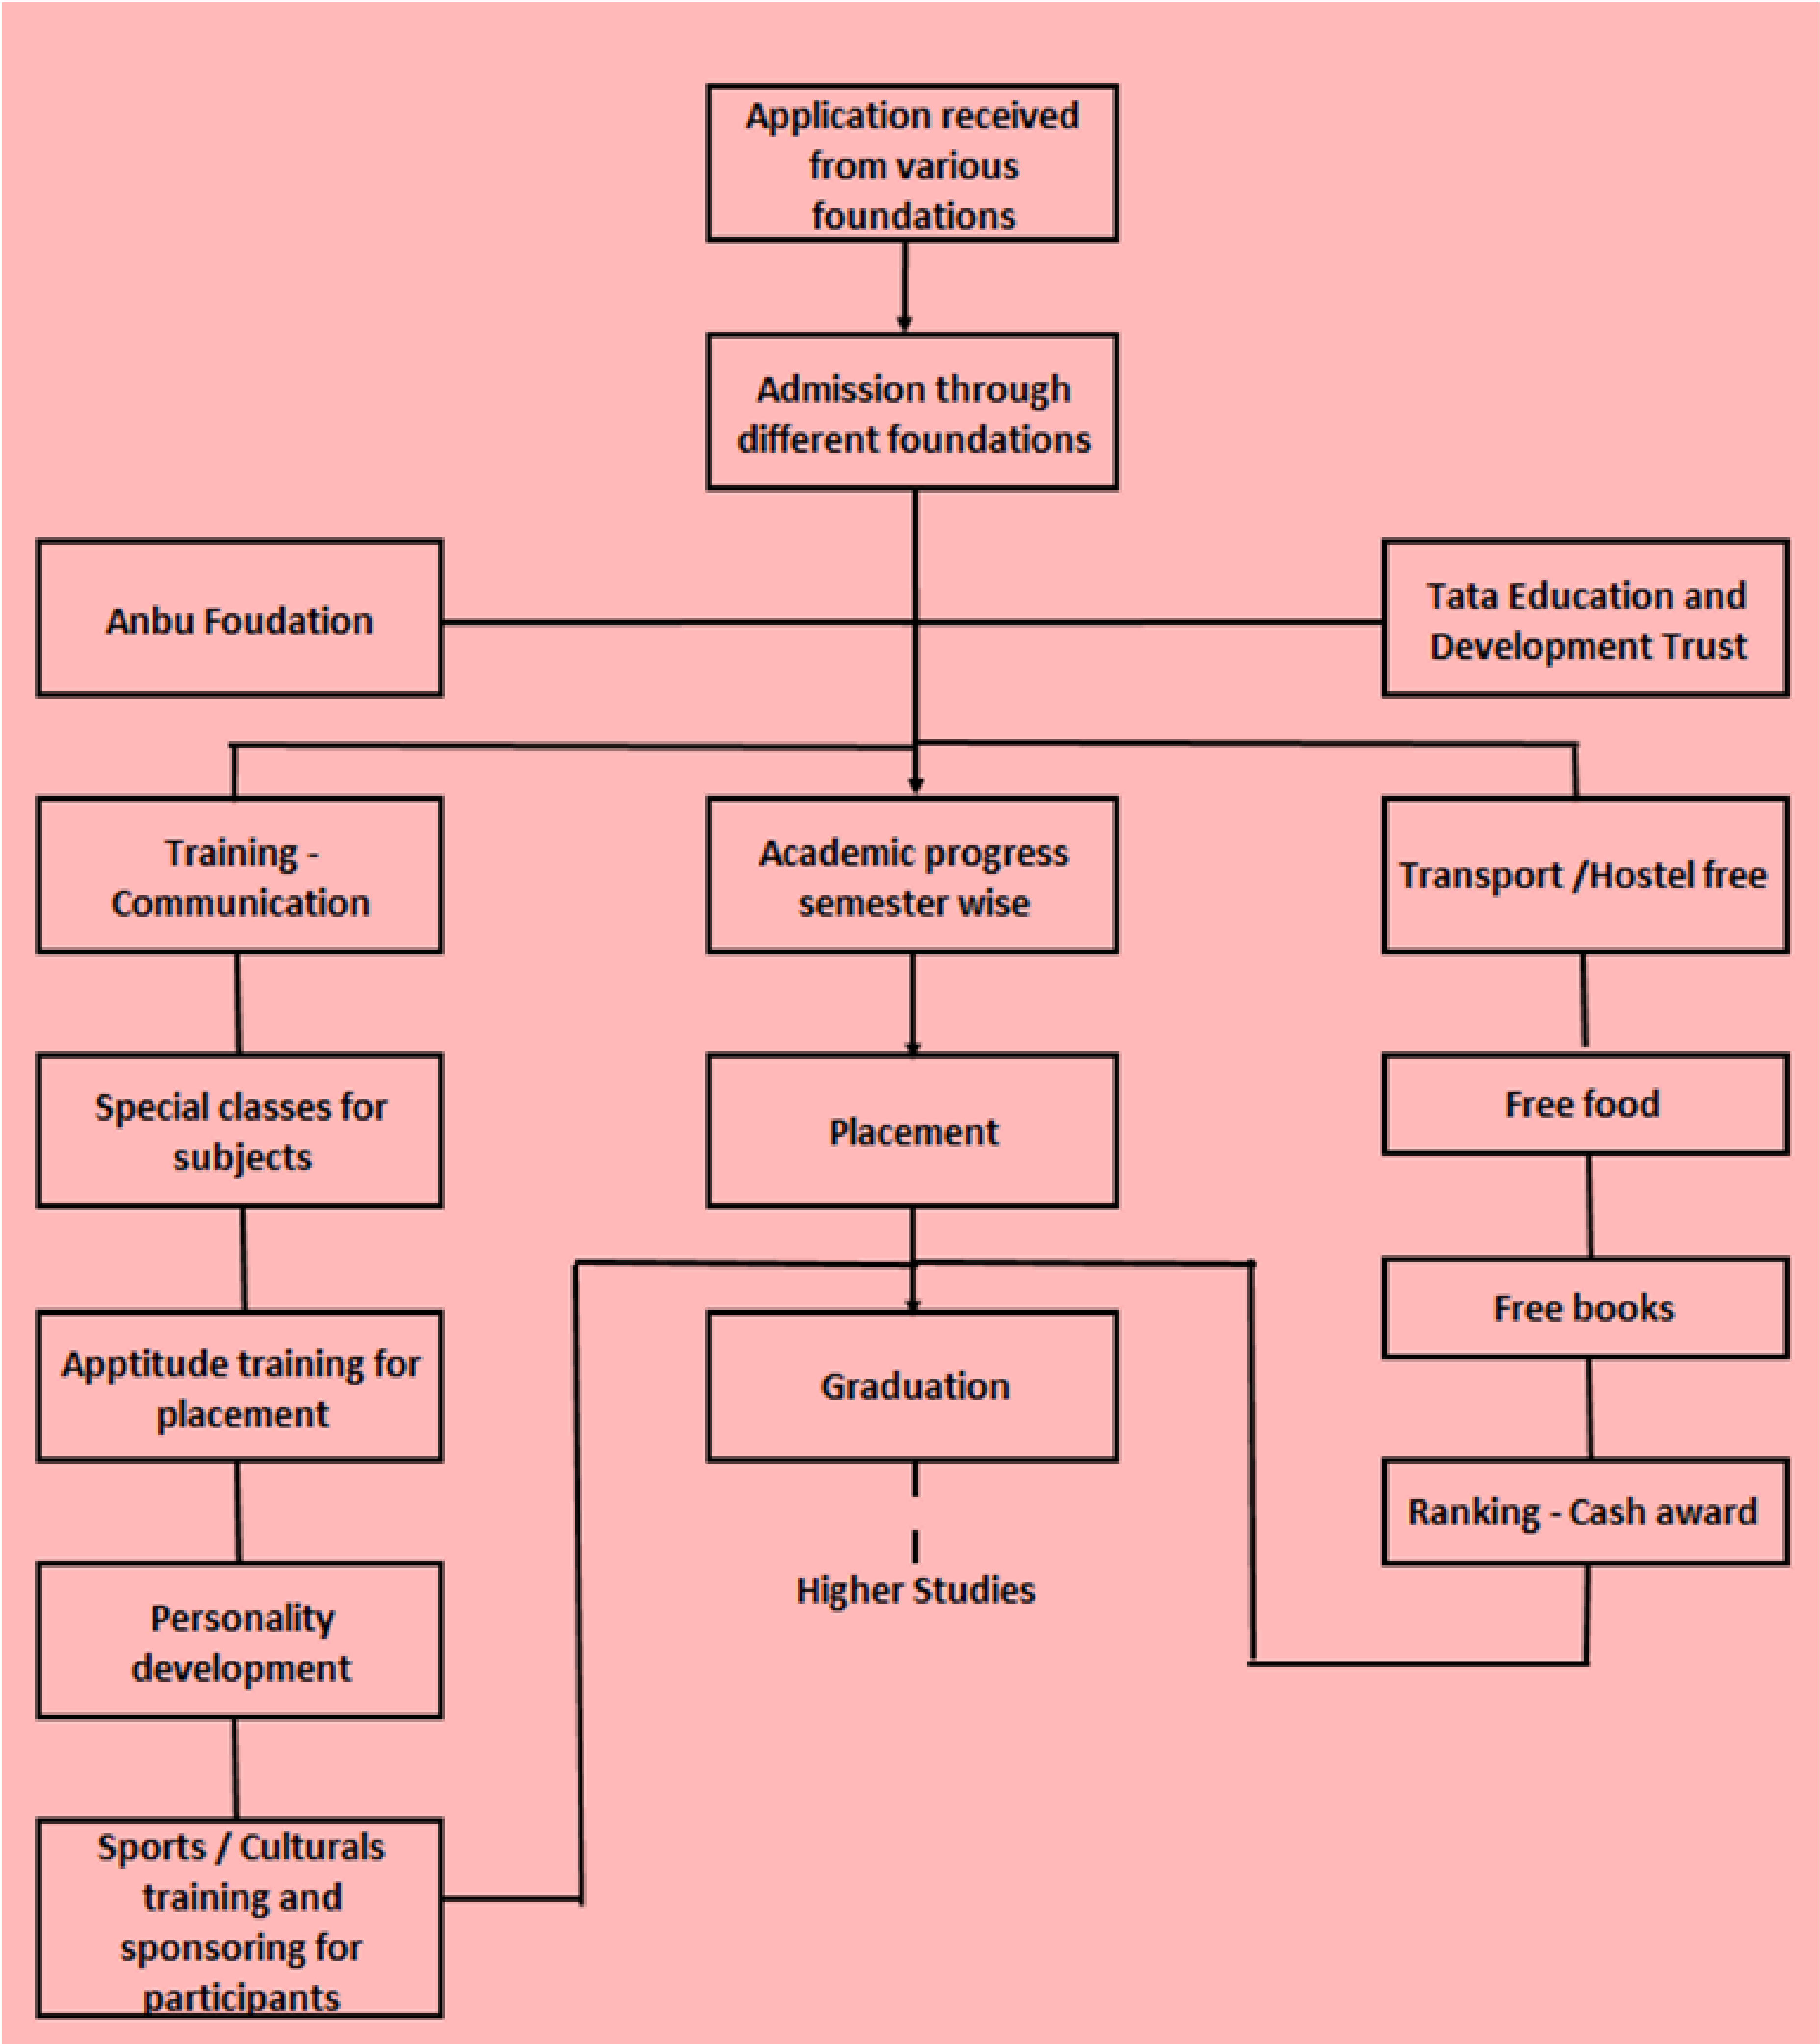 Application received
from various
foundations
Admission through
different foundations
Anbu Foudation
Tata Education and
Development Trust
Training -
Communication
Academic progress
semester wise
Transport /Hostel free
Special classes for
subjects
Placement
Free food
Free books
Apptitude training for
placement
Graduation
Ranking - Cash award
Higher Studies
Personality
development
Sports / Culturals
training and
sponsoring for
participants